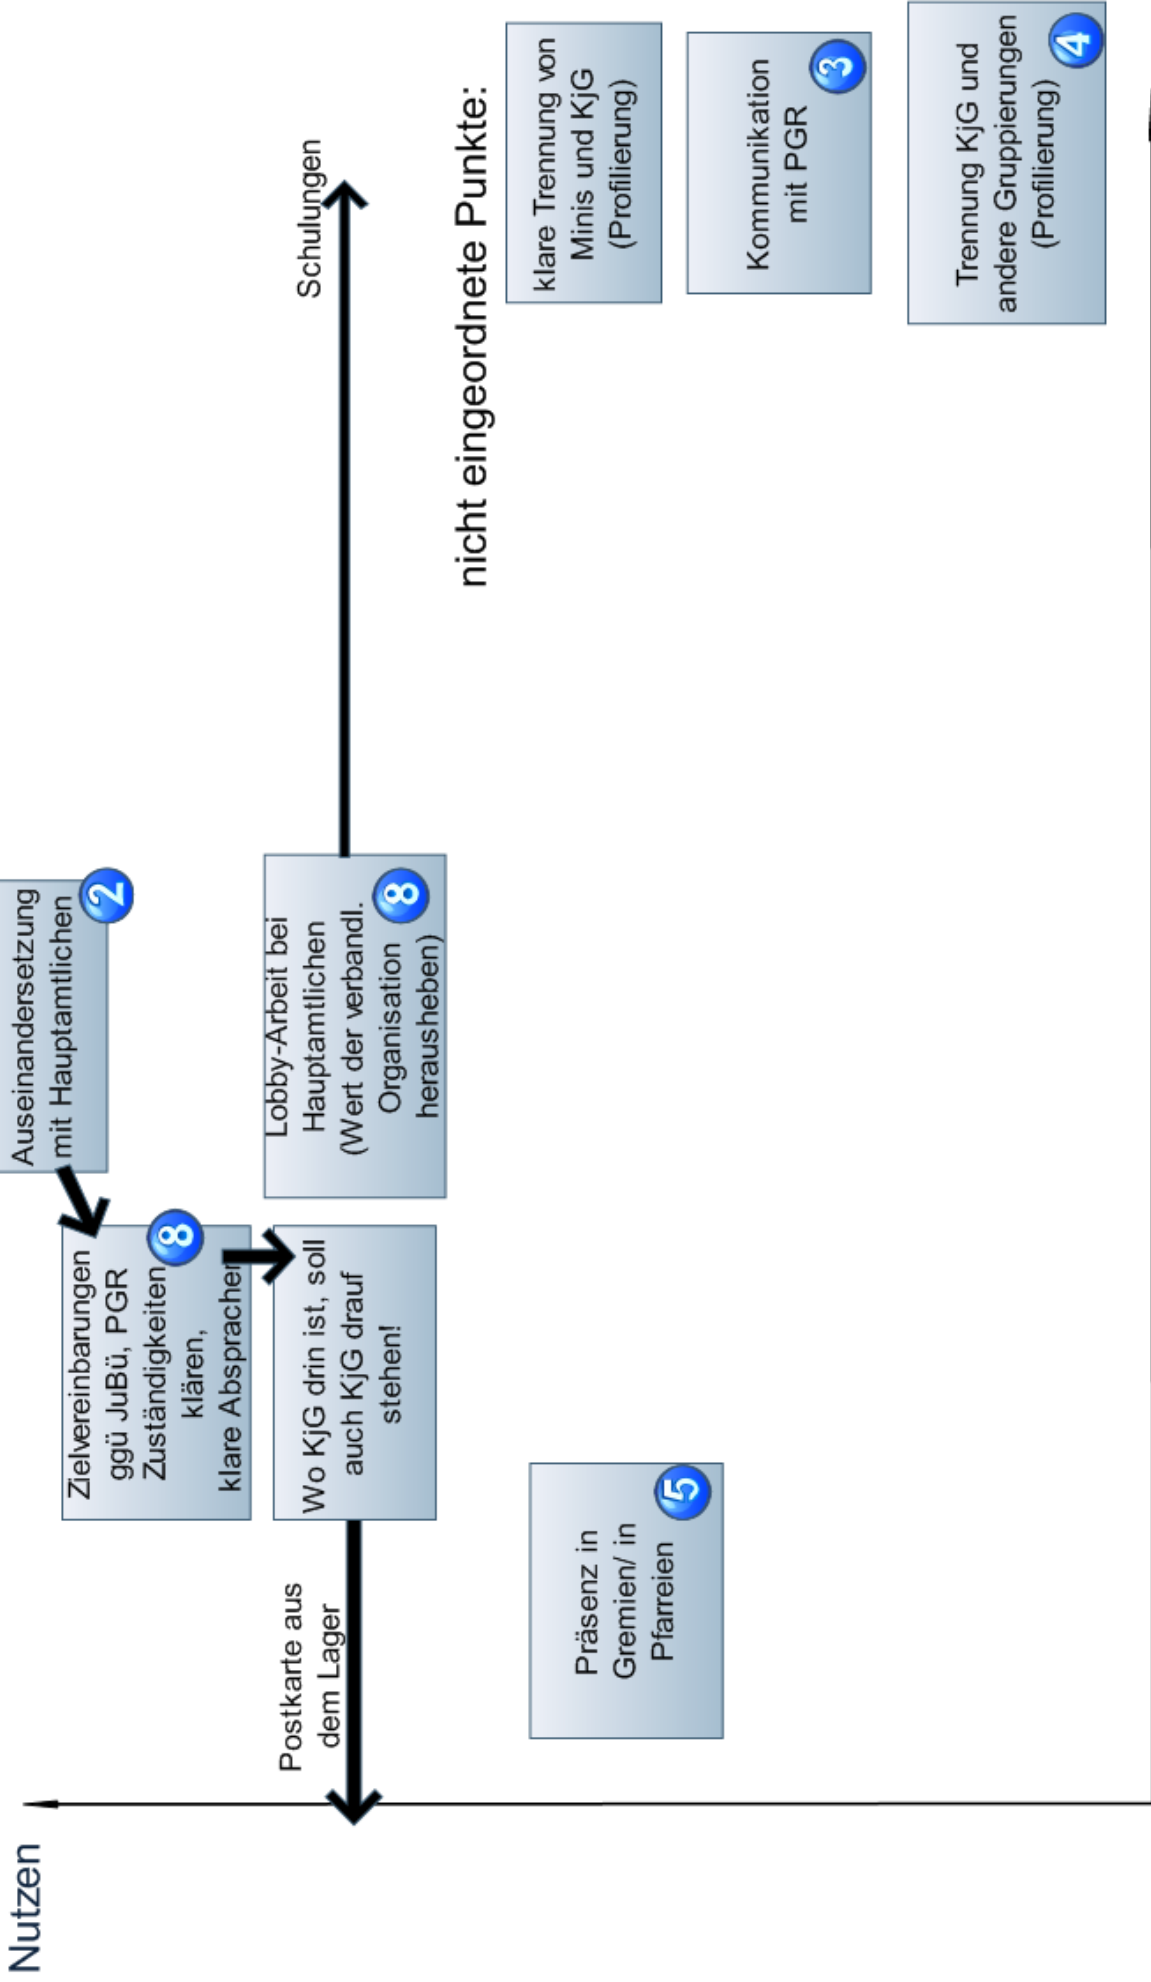 Nutzen
Auseinandersetzung
mit Hauptamtlichen
2
Zielvereinbarungen
ggü JuBü, PGR
Zuständigkeiten
klären,
klare Absprachen
8
Postkarte aus
dem Lager
Wo KjG drin ist, soll
auch KjG drauf
stehen!
Lobby-Arbeit bei
Hauptamtlichen
(Wert der verbandl.
Organisation
herausheben)
8
Schulungen
Präsenz in
Gremien/ in
Pfarreien
5
nicht eingeordnete Punkte:
klare Trennung von
Minis und KjG
(Profilierung)
Kommunikation
mit PGR
3
Trennung KjG und
andere Gruppierungen
(Profilierung)
4